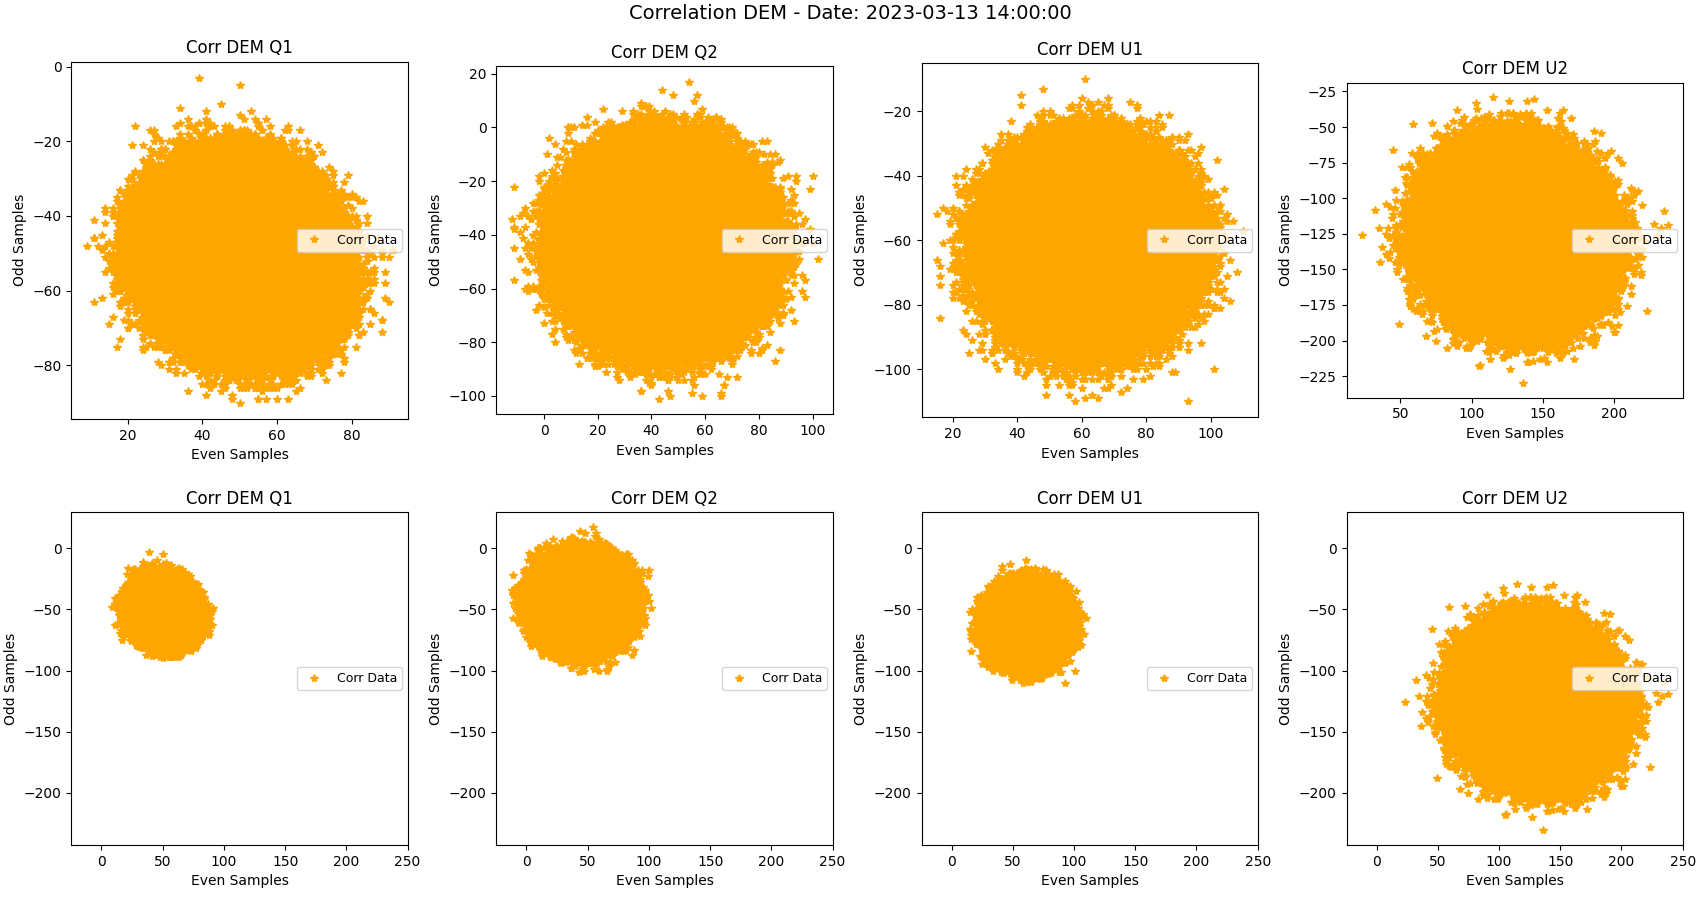 Correlation DEM - Date: 2023-03-13 14:00:00
Corr DEM Q1
0
−20
−40
−60
−80
Odd Samples
20 40 60 80
Even Samples
Corr Data
Corr DEM Q2
20
0
−20
−40
−60
−80
−100
Odd Samples
0 20 40 60 80 100
Even Samples
Corr Data
Corr DEM U1
−20
−40
−60
−80
−100
Odd Samples
20 40 60 80 100
Even Samples
Corr Data
Corr DEM U2
−25
−50
−75
−100
−125
−150
−175
−200
−225
Odd Samples
50 100 150 200
Even Samples
Corr Data
Corr DEM Q1
0
−50
−100
−150
−200
Odd Samples
0 50 100 150 200 250
Even Samples
Corr Data
Corr DEM Q2
0
−50
−100
−150
−200
Odd Samples
0 50 100 150 200 250
Even Samples
Corr Data
Corr DEM U1
0
−50
−100
−150
−200
Odd Samples
0 50 100 150 200 250
Even Samples
Corr Data
Corr DEM U2
0
−50
−100
−150
−200
Odd Samples
0 50 100 150 200 250
Even Samples
Corr Data